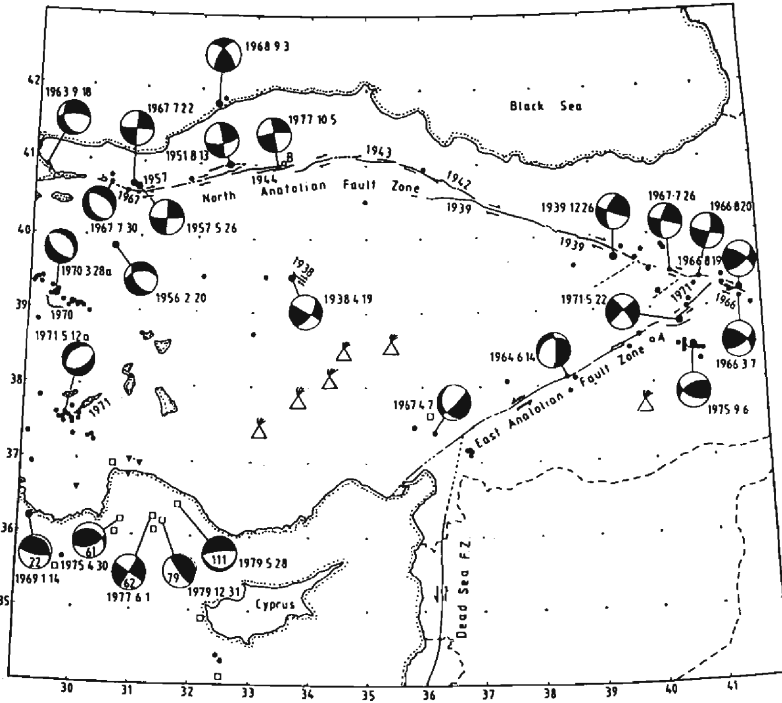 1968 9 3
42
1963 9 18
1967 7 22
1977 10 5
Black Sea
1951 8 13
B
1943
41
1957
1944
1942
1967
North Anatolian Fault Zone
1939
1939 12 26
1967 7 26
1966 8 20
1967 7 30
1957 5 26
40
1939
1966 8 19
1970 3 28a
1938
1971
1956 2 20
1938 4 19
1971 5 22
1966
39
1970
1971 5 12a
1964 6 14
A
1966 3 7
38
East Anatolian Fault Zone
1967 4 7
1975 9 6
1971
37
36
22
61
62
79
111
1969 1 14
1975 4 30
1977 6 1
1979 12 31
1979 5 28
35
Cyprus
Dead Sea FZ
30 31 32 33 34 35 36 37 38 39 40 41